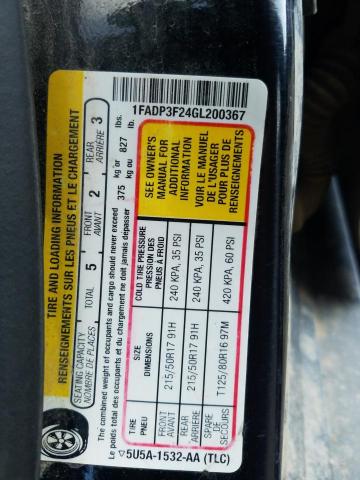 1FADP3F24GL200367
TIRE AND LOADING INFORMATION
RENSEIGNEMENTS SUR LES PNEUS ET LE CHARGEMENT
SEATING CAPACITY
NOMBRE DE PLACES
TOTAL 5
FRONT
AVANT 2
REAR
ARRIÈRE 3
The combined weight of occupants and cargo should never exceed
Le poids total des occupants et du chargement ne doit jamais dépasser
375 kg or ou 827 lbs. lb.
TIRE
PNEU
SIZE
DIMENSIONS
COLD TIRE PRESSURE
PRESSION DES
PNEUS À FROID
FRONT
AVANT
215/50R17 91H
240 KPA, 35 PSI
REAR
ARRIÈRE
215/50R17 91H
240 KPA, 35 PSI
SPARE
DE
SECOURS
T125/80R16 97M
420 KPA, 60 PSI
SEE OWNER'S
MANUAL FOR
ADDITIONAL
INFORMATION
VOIR LE MANUEL
DE L'USAGER
POUR PLUS DE
RENSEIGNEMENTS
▽5U5A-1532-AA (TLC)